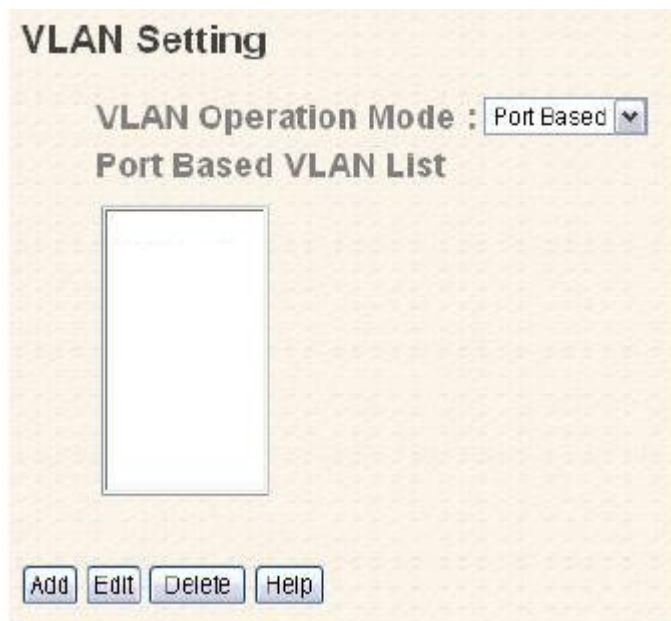 VLAN Setting
VLAN Operation Mode : Port Based
Port Based VLAN List
Add Edit Delete Help